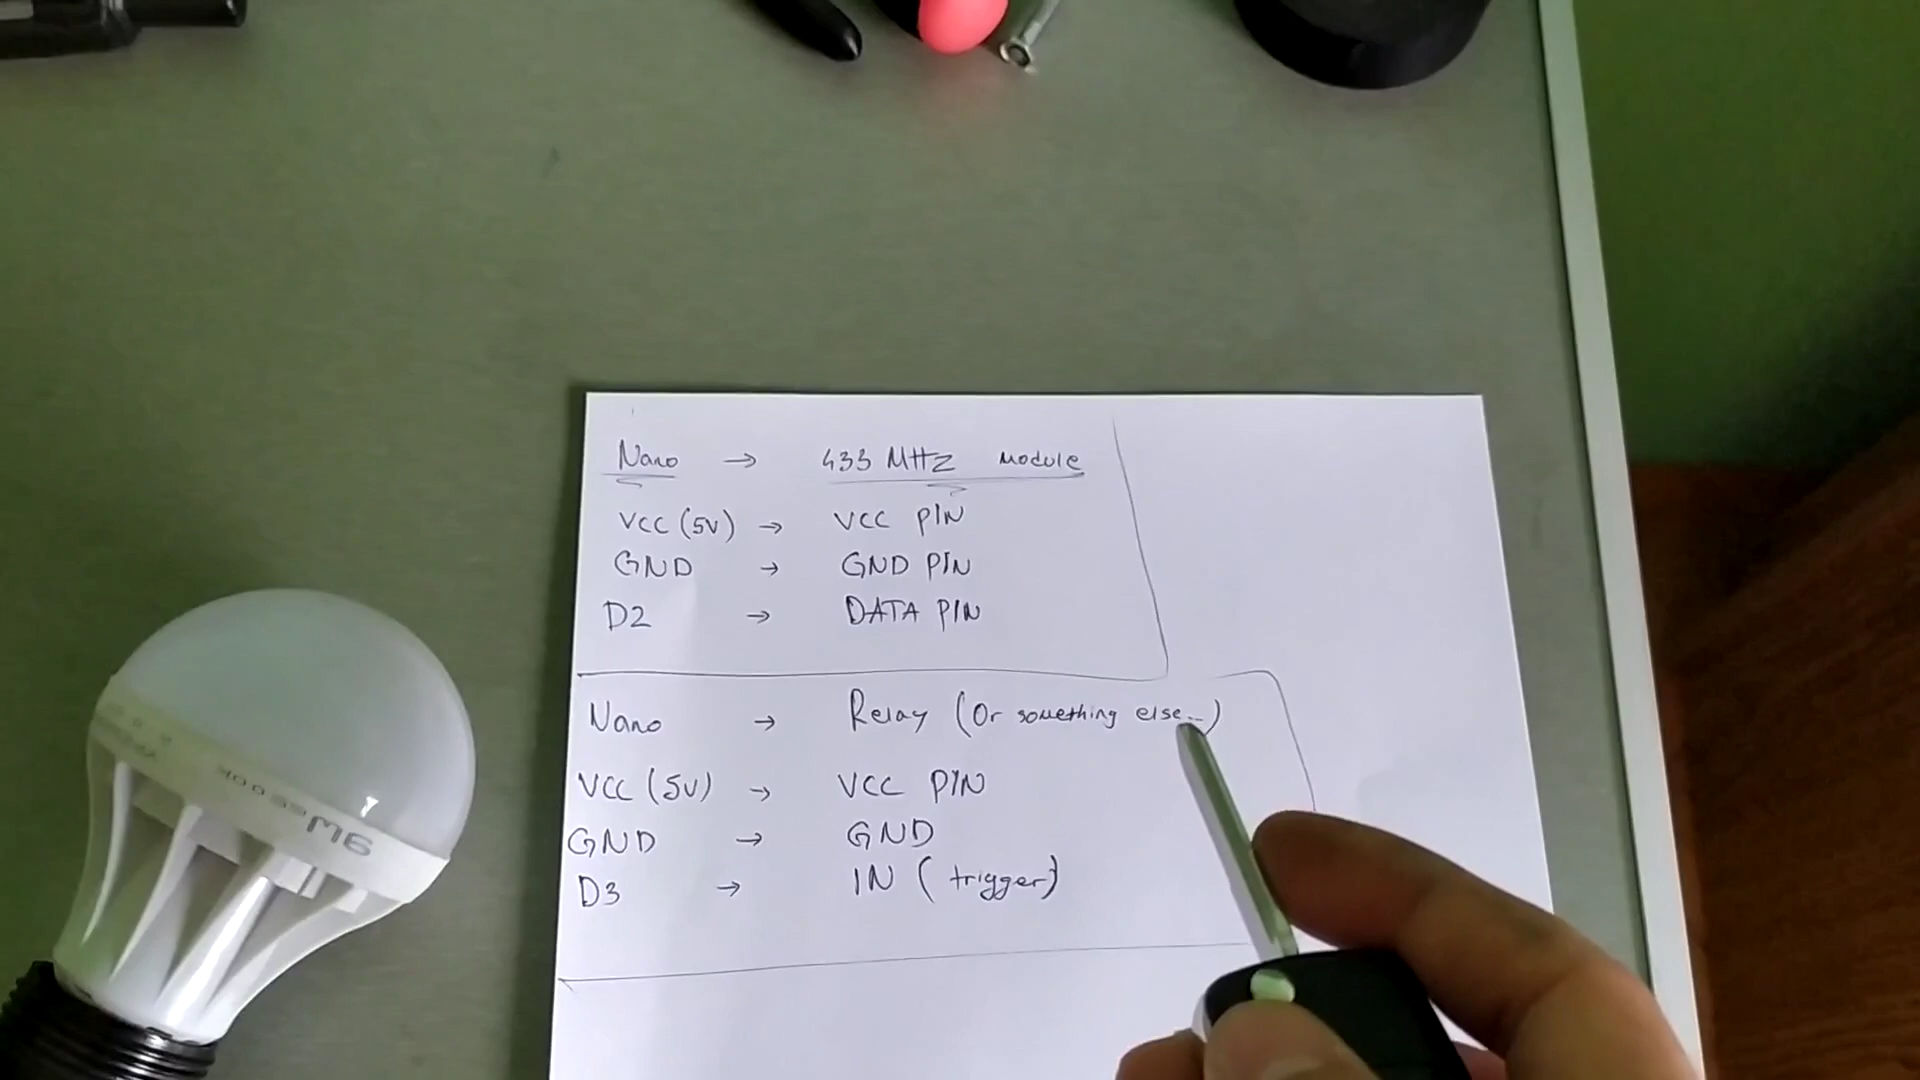 Nano → 433 MHz module
VCC (5V) → VCC PIN
GND → GND PIN
D2 → DATA PIN
Nano → Relay (Or something else...)
VCC (5V) → VCC PIN
GND → GND
D3 → IN (trigger)
9W